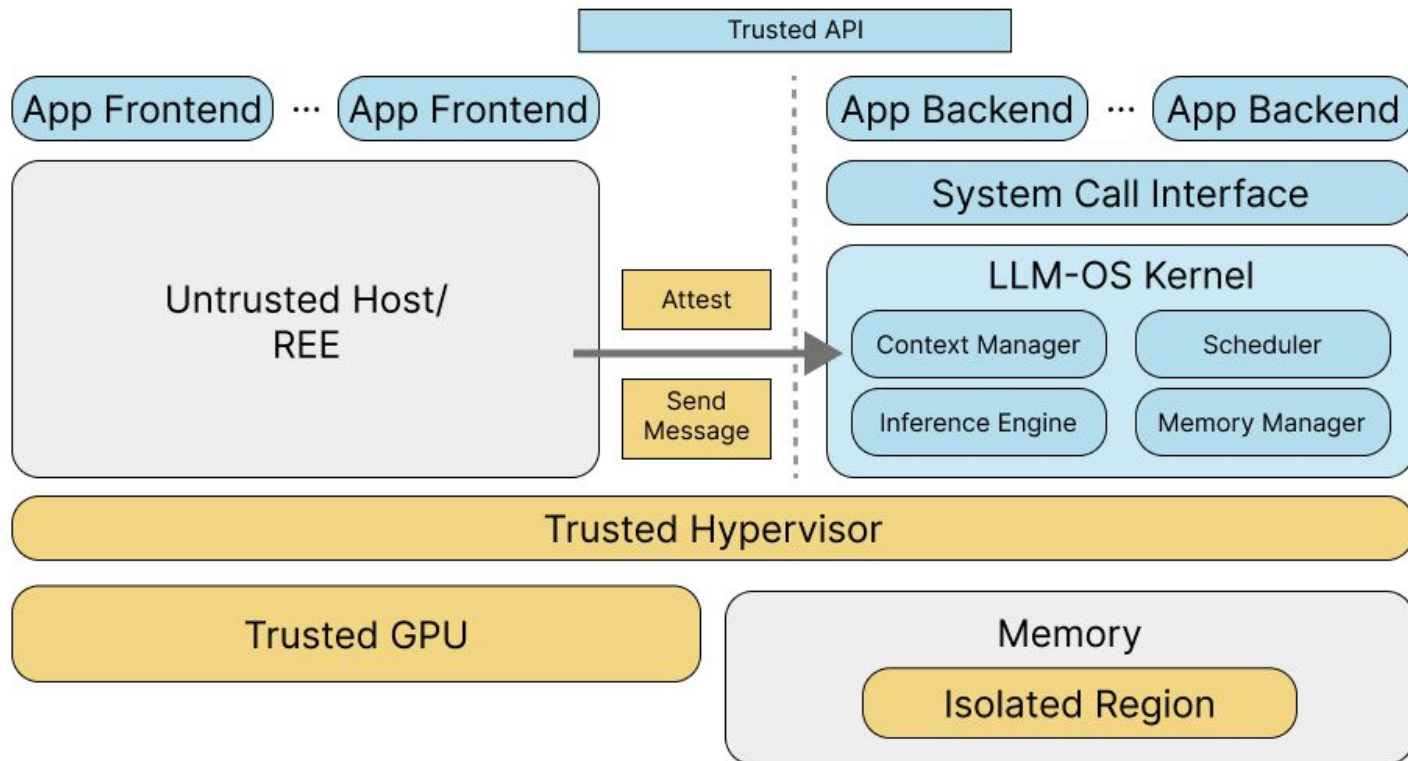 Trusted API
App Frontend ... App Frontend
App Backend ... App Backend
Untrusted Host/
REE
Attest
Send
Message
System Call Interface
LLM-OS Kernel
Context Manager
Scheduler
Inference Engine
Memory Manager
Trusted Hypervisor
Trusted GPU
Memory
Isolated Region